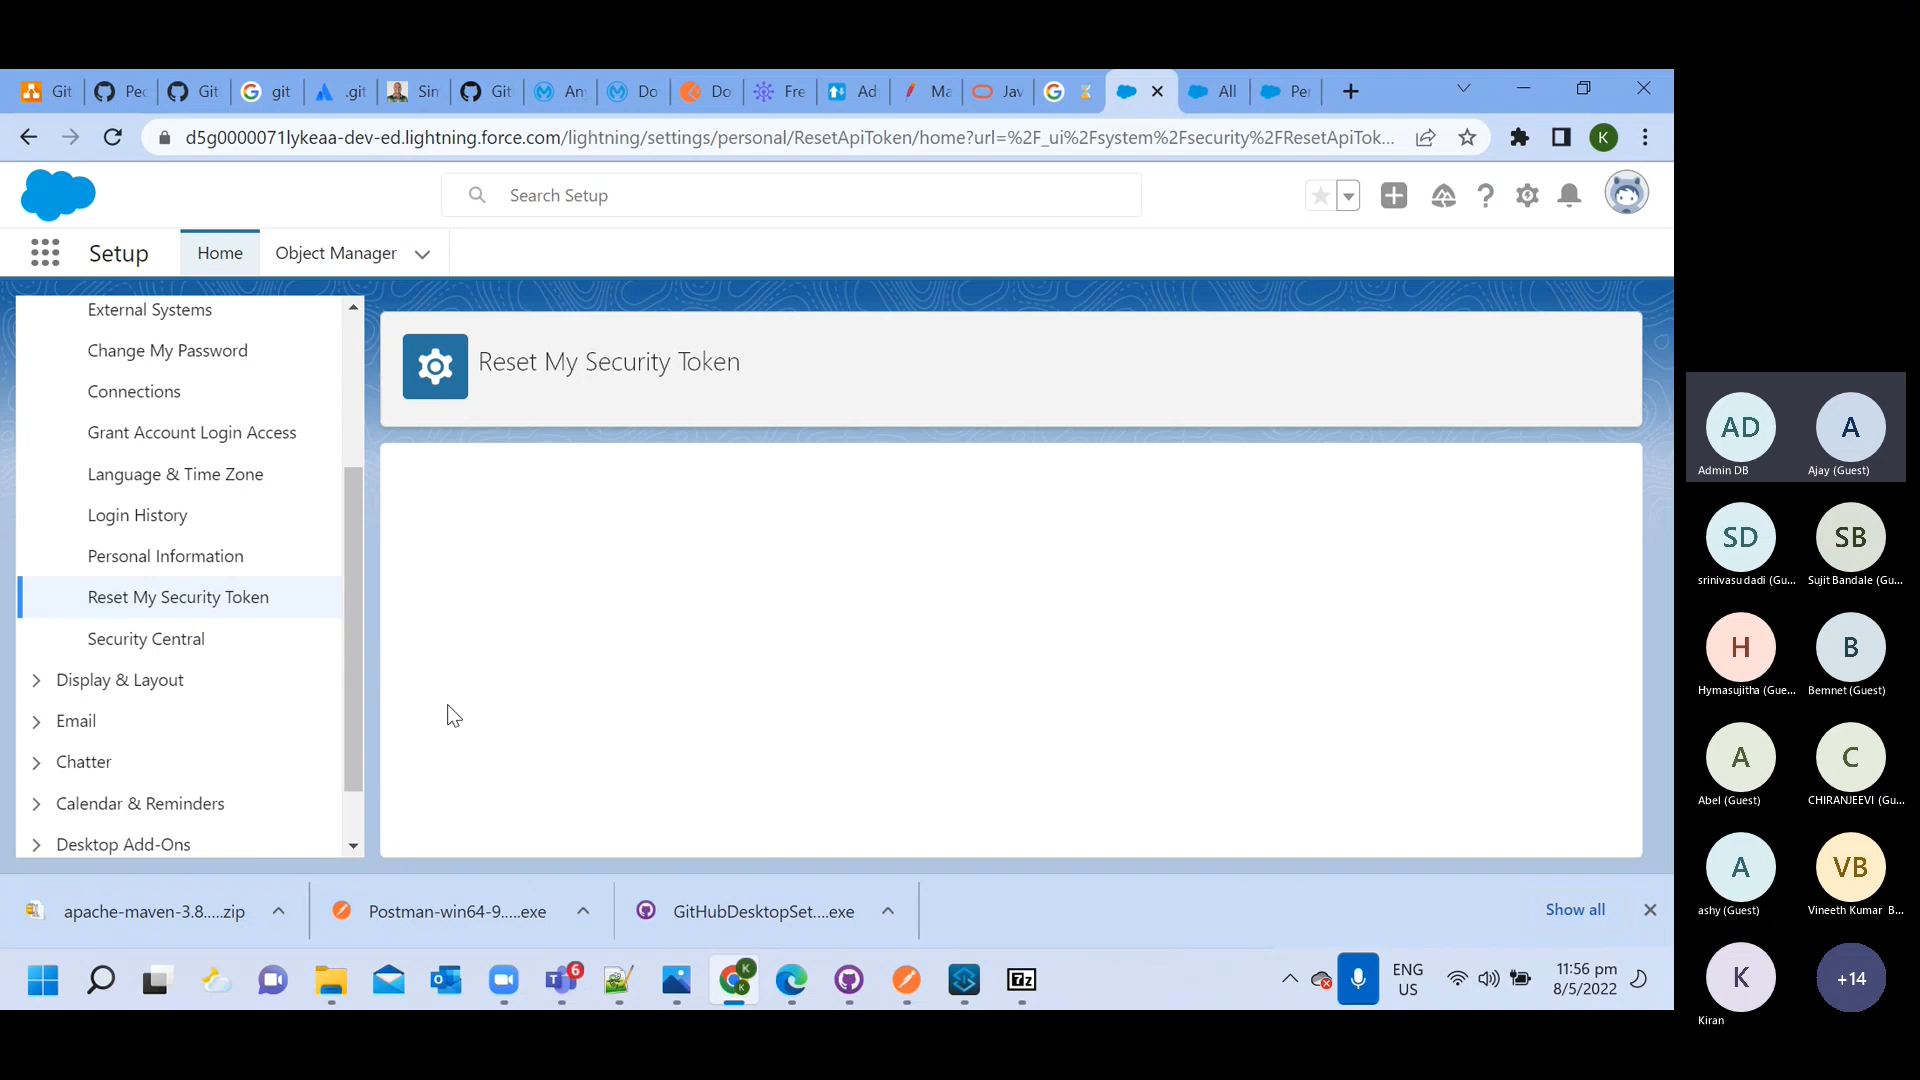 Git
Pec
Git
git
.git
Sin
Git
An
Do
Do
Fre
Ad
Ma
Jav
All
Per
d5g0000071lykeaa-dev-ed.lightning.force.com/lightning/settings/personal/ResetApiToken/home?url=%2F_ui%2Fsystem%2Fsecurity%2FResetApiTok...
K
Search Setup
Setup
Home
Object Manager
External Systems
Change My Password
Connections
Grant Account Login Access
Language & Time Zone
Login History
Personal Information
Reset My Security Token
Security Central
Display & Layout
Email
Chatter
Calendar & Reminders
Desktop Add-Ons
Reset My Security Token
apache-maven-3.8.....zip
Postman-win64-9.....exe
GitHubDesktopSet....exe
Show all
6
K
K
7z
ENG
US
11:56 pm
8/5/2022
AD
Admin DB
A
Ajay (Guest)
SD
srinivasu dadi (Gu...
SB
Sujit Bandale (Gu...
H
Hymasujitha (Gue...
B
Bemnet (Guest)
A
Abel (Guest)
C
CHIRANJEEVI (Gu...
A
ashy (Guest)
VB
Vineeth Kumar B...
K
Kiran
+14